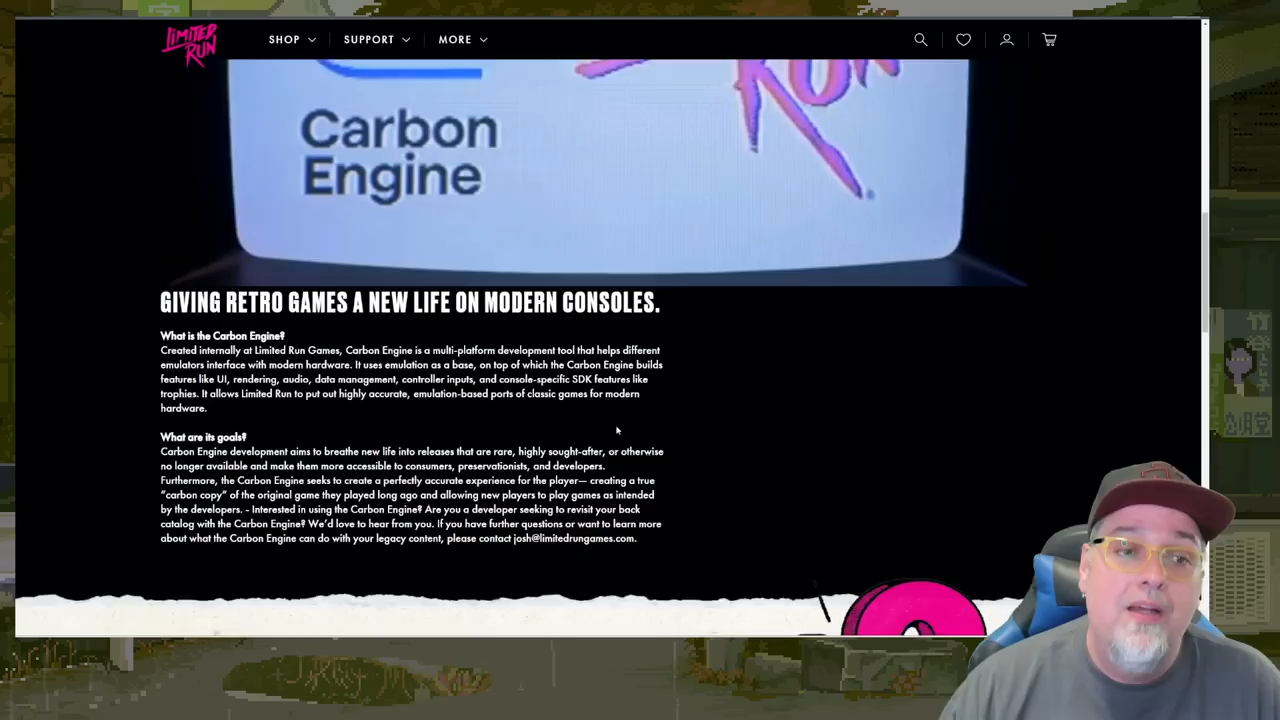 LIMITED
RUN
SHOP
SUPPORT
MORE
Carbon
Engine
RUN
GIVING RETRO GAMES A NEW LIFE ON MODERN CONSOLES.
What is the Carbon Engine?
Created internally at Limited Run Games, Carbon Engine is a multi-platform development tool that helps different
emulators interface with modern hardware. It uses emulation as a base, on top of which the Carbon Engine builds
features like UI, rendering, audio, data management, controller inputs, and console-specific SDK features like
trophies. It allows Limited Run to put out highly accurate, emulation-based ports of classic games for modern
hardware.
What are its goals?
Carbon Engine development aims to breathe new life into releases that are rare, highly sought-after, or otherwise
no longer available and make them more accessible to consumers, preservationists, and developers.
Furthermore, the Carbon Engine seeks to create a perfectly accurate experience for the player— creating a true
"carbon copy" of the original game they played long ago and allowing new players to play games as intended
by the developers. - Interested in using the Carbon Engine? Are you a developer seeking to revisit your back
catalog with the Carbon Engine? We'd love to hear from you. If you have further questions or want to learn more
about what the Carbon Engine can do with your legacy content, please contact josh@limitedrungames.com.